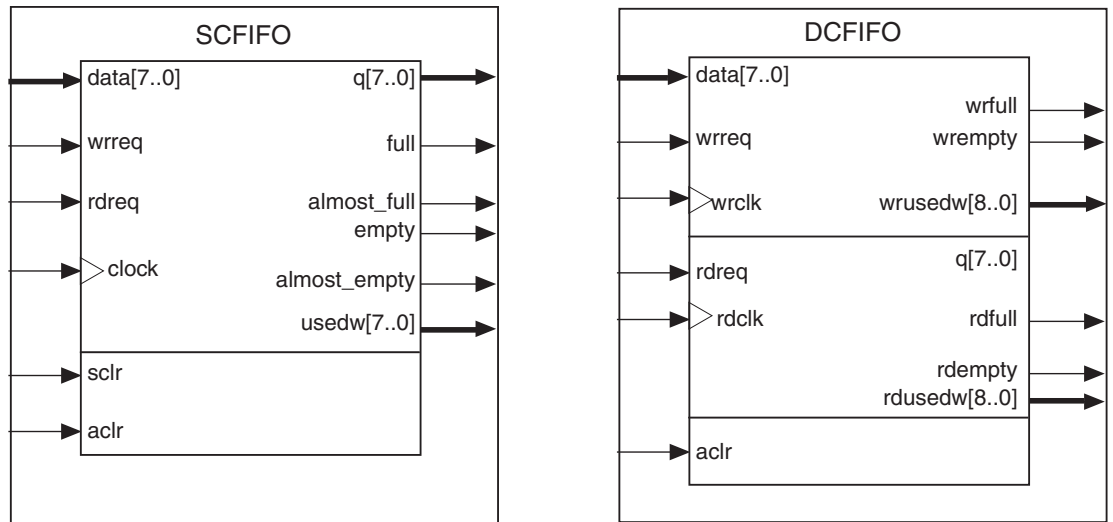 SCFIFO
data[7..0] q[7..0]
wrreq full
rdreq almost_full
empty
clock almost_empty
usedw[7..0]
sclr
aclr
DCFIFO
data[7..0]
wrfull
wrreq wrempty
wrclk wrusedw[8..0]
q[7..0]
rdreq
rdclk rdfull
rdempty
rdusedw[8..0]
aclr